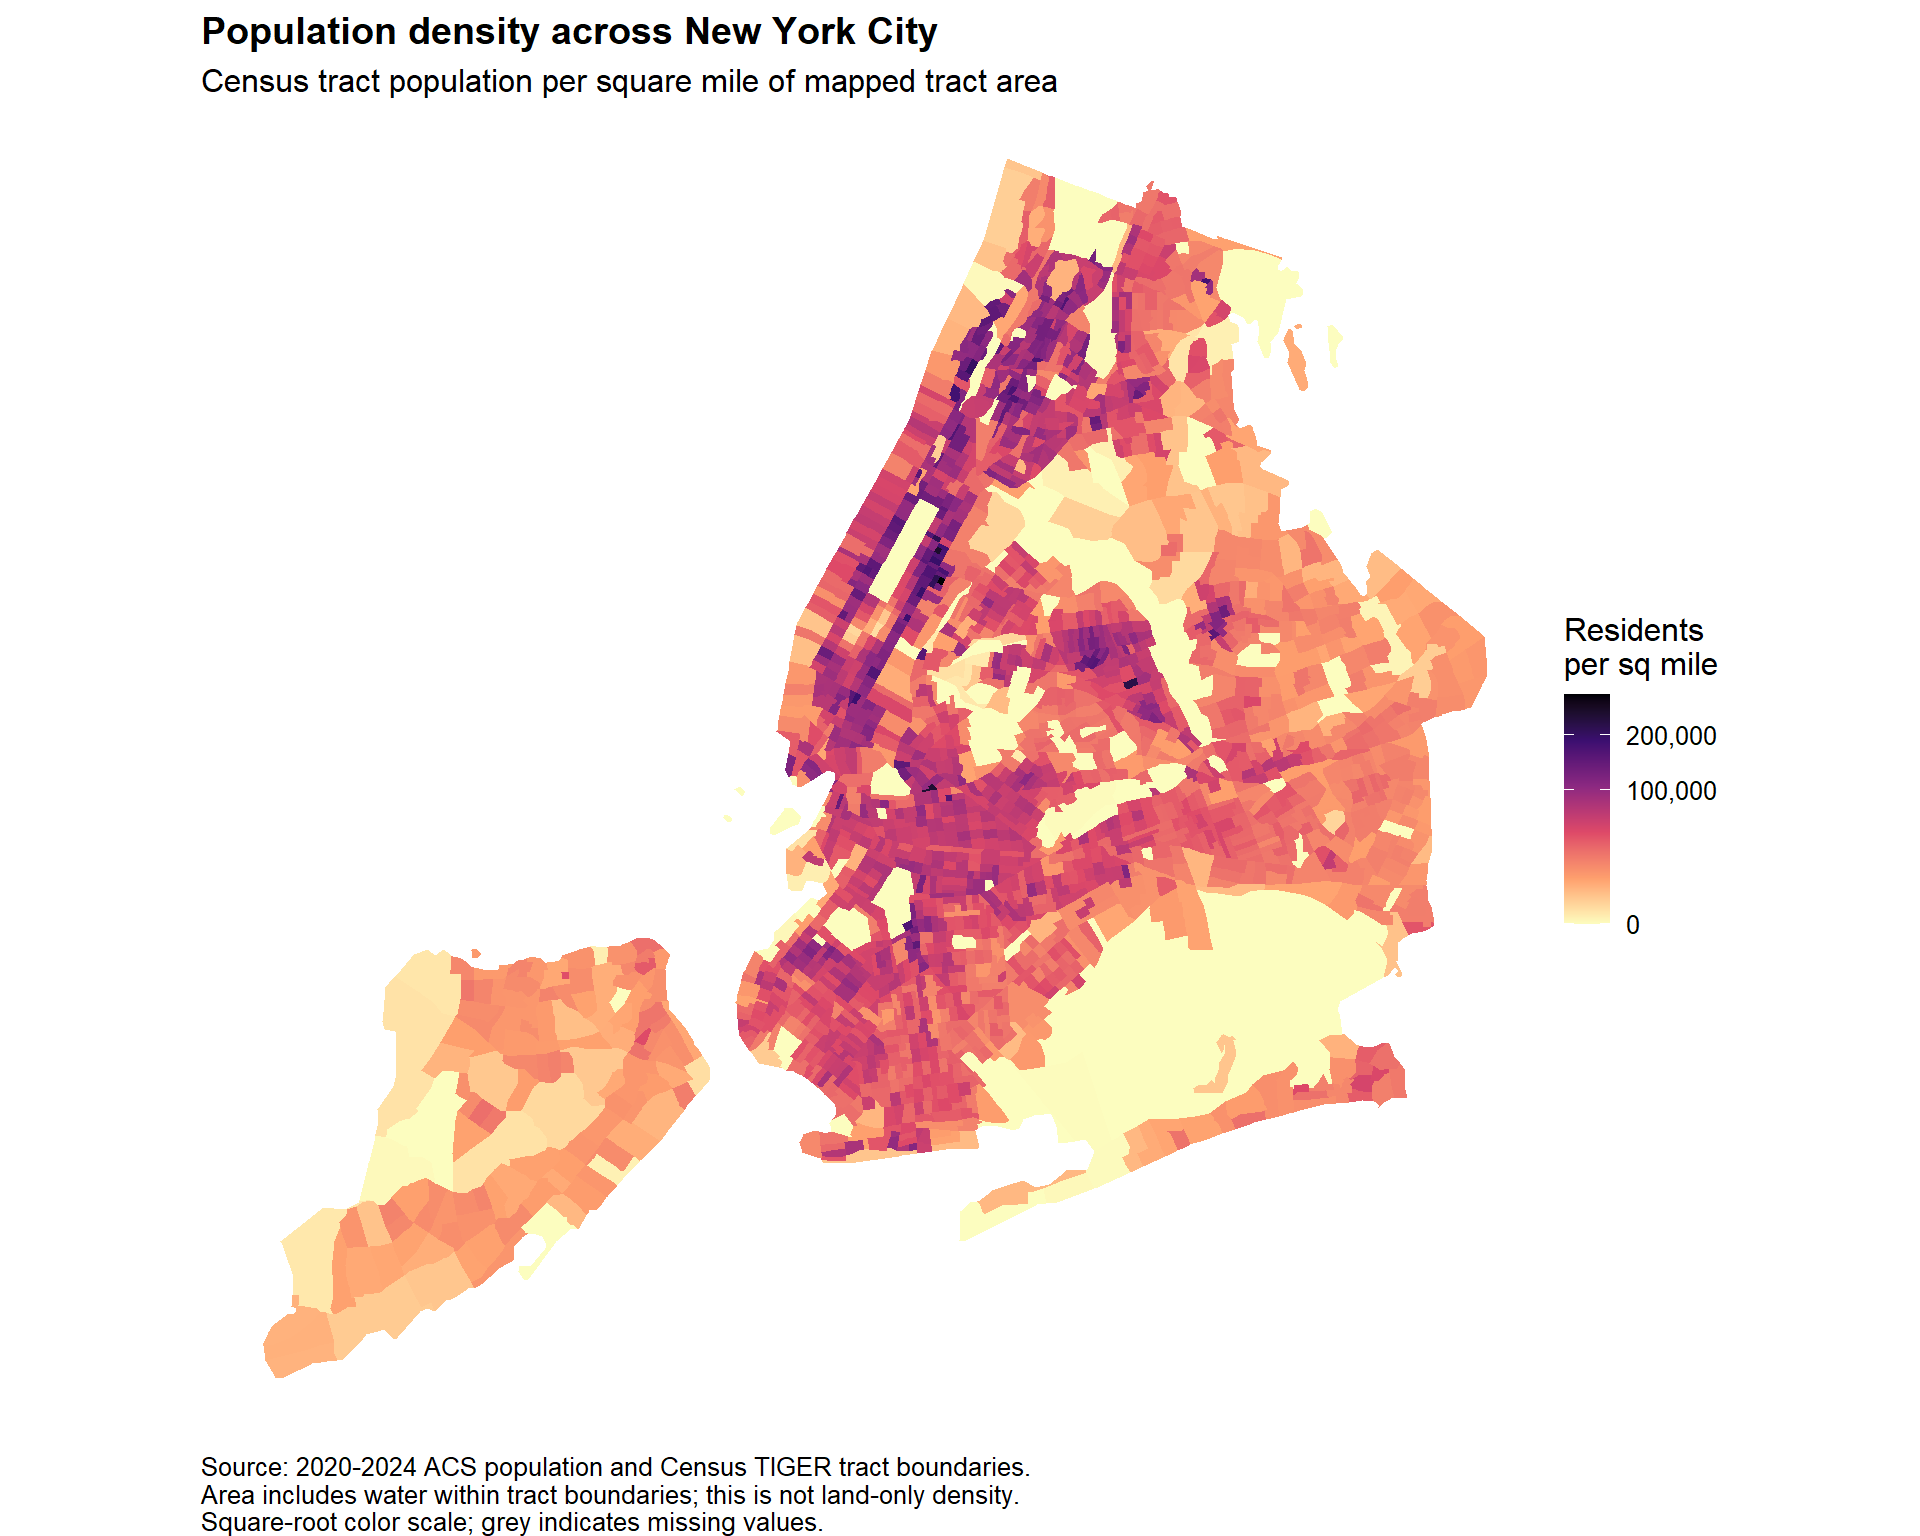 Population density across New York City
Census tract population per square mile of mapped tract area
Residents
per sq mile
200,000
100,000
0
Source: 2020-2024 ACS population and Census TIGER tract boundaries.
Area includes water within tract boundaries; this is not land-only density.
Square-root color scale; grey indicates missing values.